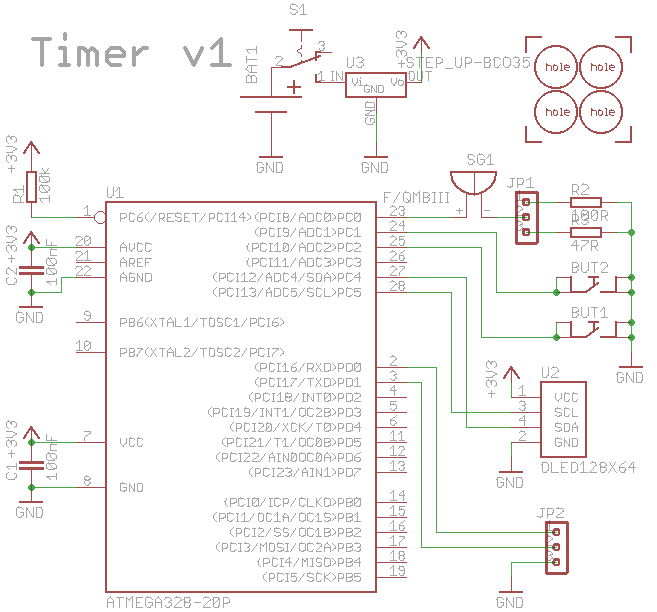 Timer v1
S1
BAT1
3
2
1
IN
U3
+3V3
+STEP_UP-BCO35
OUT
Vi
Vo
GND
GND
GND
GND
hole
hole
hole
hole
+3V3
R1
100k
U1
F/QMBIII
SG1
+
-
JP1
1
2
3
R2
R3
47R
BUT2
BUT1
GND
+3V3
C2
100nF
GND
1
20
21
22
9
10
7
8
PC6(/RESET/PCI14)
AVCC
AREF
AGND
PB6(XTAL1/TOSC1/PCI6)
PB7(XTAL2/TOSC2/PCI7)
VCC
GND
(PCI8/ADC0)PC0 23
(PCI9/ADC1)PC1 24
(PCI10/ADC2)PC2 25
(PCI11/ADC3)PC3 26
(PCI12/ADC4/SDA)PC4 27
(PCI13/ADC5/SCL)PC5 28
(PCI16/RXD)PD0 2
(PCI17/TXD)PD1 3
(PCI18/INT0)PD2 4
(PCI19/INT1/OC2B)PD3 5
(PCI20/XCK/T0)PD4 6
(PCI21/T1/OC0B)PD5 11
(PCI22/AIN0OC0A)PD6 12
(PCI23/AIN1)PD7 13
(PCI0/ICP/CLKO)PB0 14
(PCI1/OC1A/OC1S)PB1 15
(PCI2/SS/OC1B)PB2 16
(PCI3/MOSI/OC2A)PB3 17
(PCI4/MISO)PB4 18
(PCI5/SCK)PB5 19
ATMEGA328-20P
+3V3
C1
100nF
GND
+3V3
U2
1 VCC
3 SCL
4 SDA
2 GND
OLED128X64
GND
JP2
1
2
3
GND